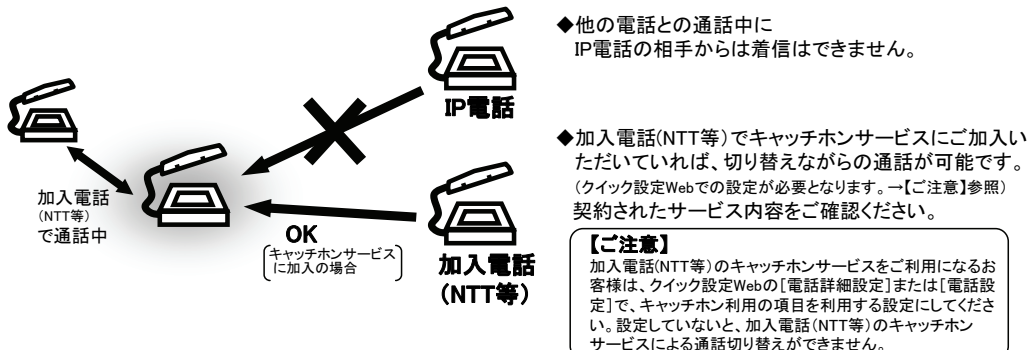 ◆他の電話との通話中に
IP電話の相手からは着信はできません。
IP電話
◆加入電話(NTT等)でキャッチホンサービスにご加入い
ただいていれば、切り替えながらの通話が可能です。
(クイック設定Webでの設定が必要となります。→【ご注意】参照)
契約されたサービス内容をご確認ください。
加入電話
(NTT等)
で通話中
OK
キャッチホンサービス
に加入の場合
加入電話
(NTT等)
【ご注意】
加入電話(NTT等)のキャッチホンサービスをご利用になるお
客様は、クイック設定Webの[電話詳細設定]または[電話設
定]で、キャッチホン利用の項目を利用する設定にしてくださ
い。設定していないと、加入電話(NTT等)のキャッチホン
サービスによる通話切り替えができません。